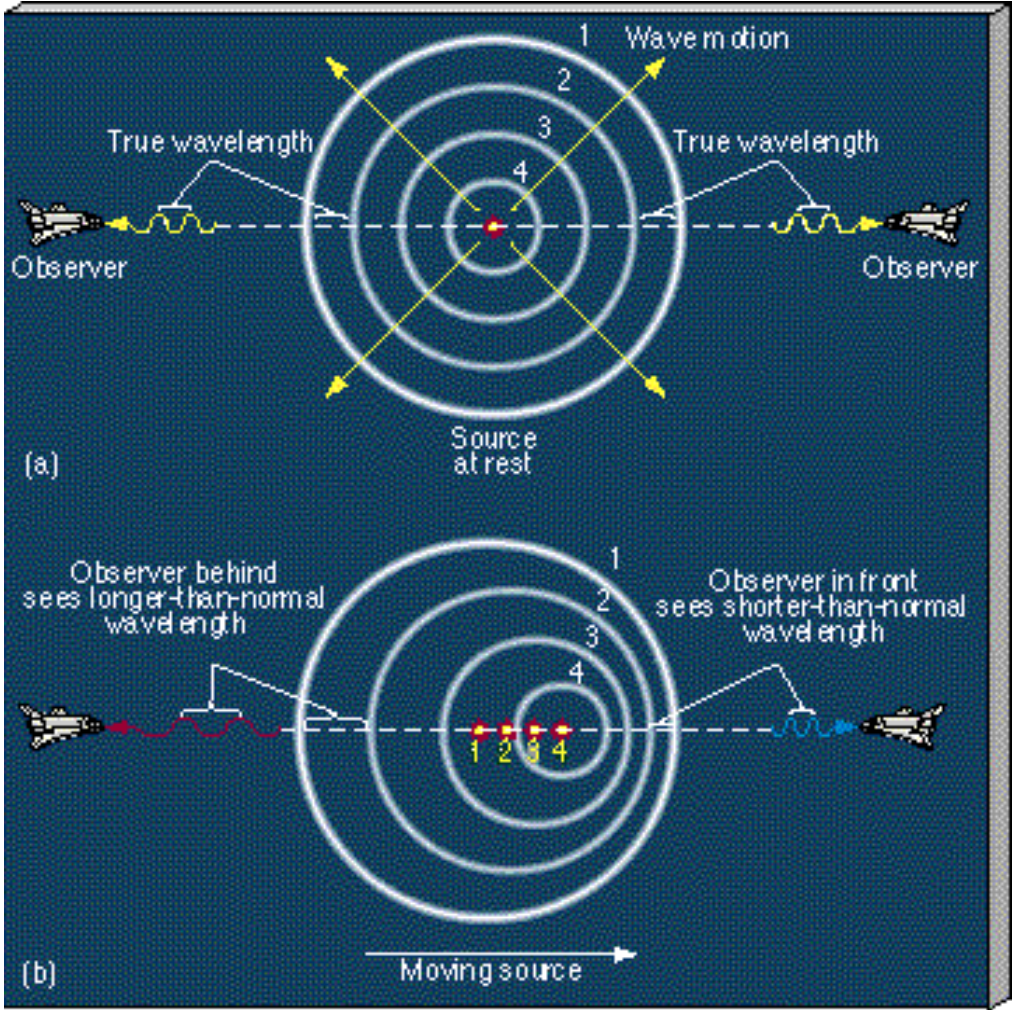 1
Wave motion
2
3
True wavelength
True wavelength
4
Observer
Observer
Source
at rest
(a)
1
Observer behind
sees longer-than-normal
wavelength
Observer in front
sees shorter-than-normal
wavelength
2
3
4
1 2 3 4
Moving source
(b)